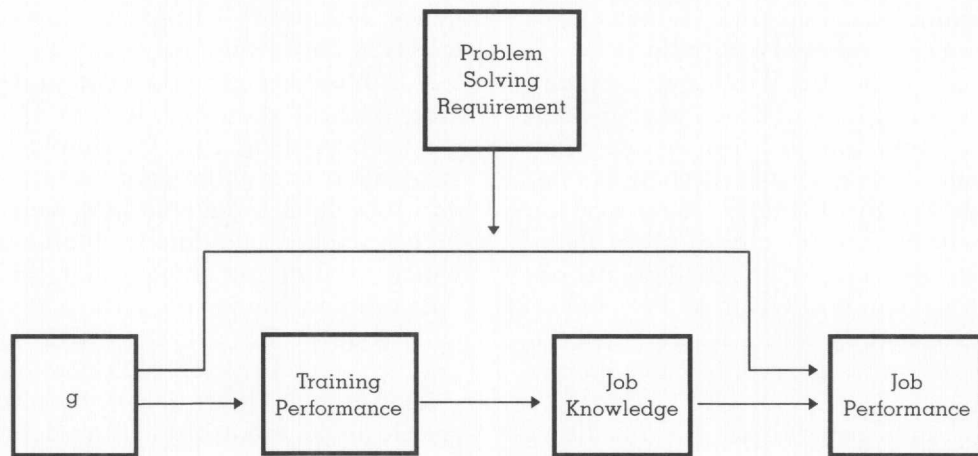 Problem
Solving
Requirement
g
Training
Performance
Job
Knowledge
Job
Performance